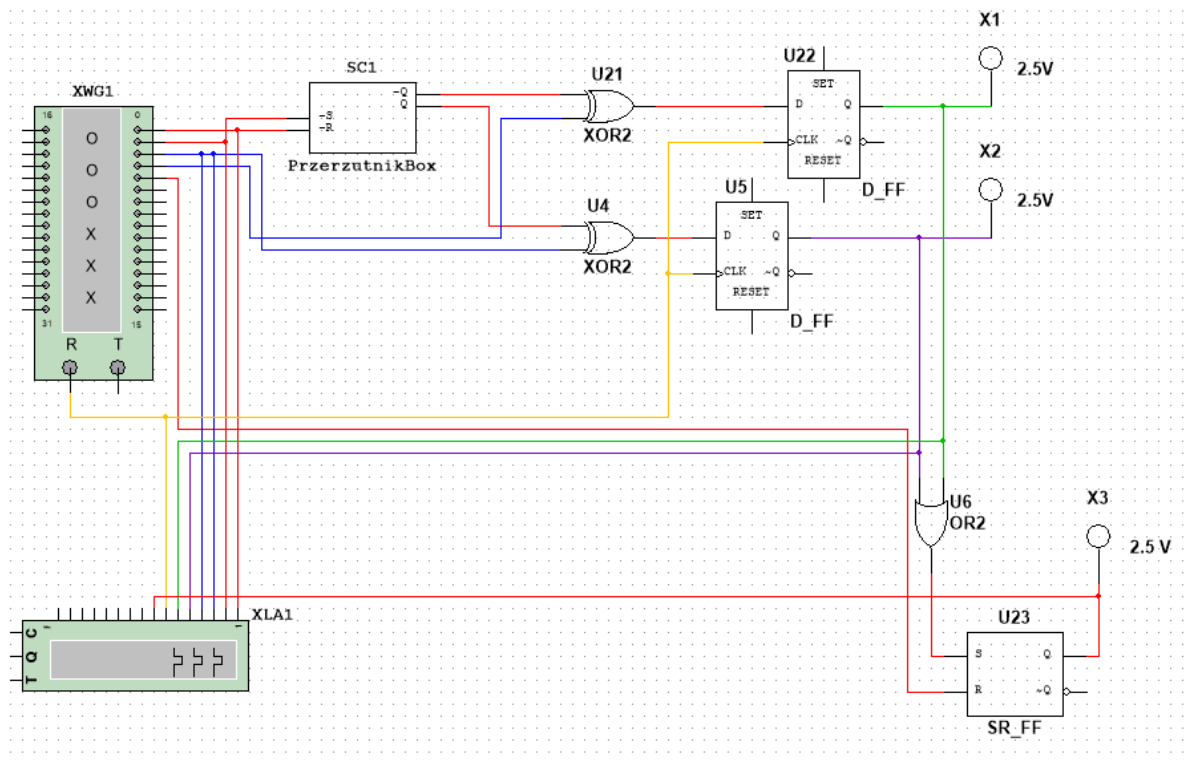 X1
U22
2.5V
SET
D Q
CLK ~Q
RESET
D_FF
SC1
-Q
Q
-S
-R
PrzerzutnikBox
U21
XOR2
XWG1
16 0
O
O
O
X
X
X
31 15
R T
X2
2.5V
U5
SET
D Q
CLK ~Q
RESET
D_FF
U4
XOR2
U6
OR2
X3
2.5 V
XLA1
C
Q
T
U23
S Q
R ~Q
SR_FF